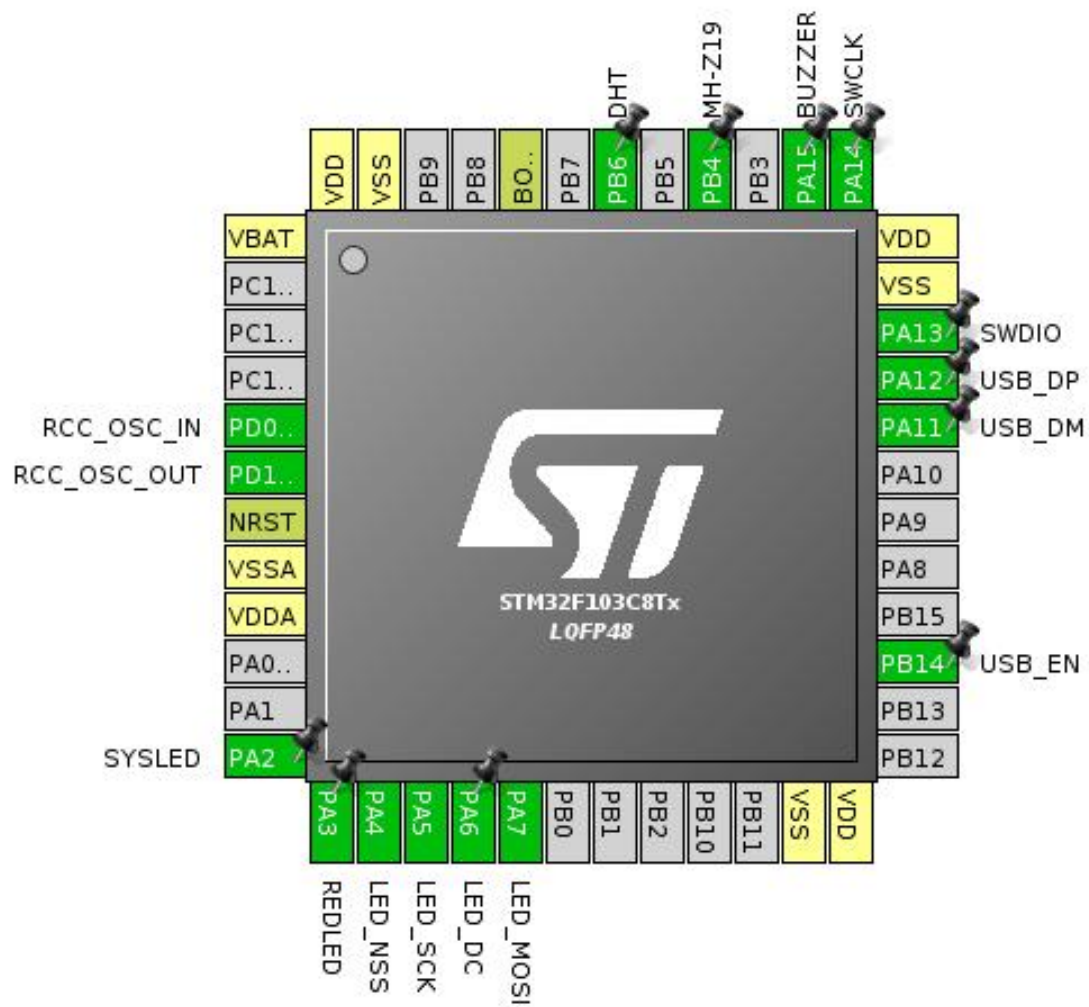 DHT
MH-Z19
BUZZER
SWCLK
VDD
VSS
PB9
PB8
BO..
PB7
PB6
PB5
PB4
PB3
PA15
PA14
VBAT
PC1..
PC1..
PC1..
RCC_OSC_IN PD0..
RCC_OSC_OUT PD1..
NRST
VSSA
VDDA
PA0..
PA1
SYSLED PA2
ST
STM32F103C8Tx
LQFP48
VDD
VSS
PA13 SWDIO
PA12 USB_DP
PA11 USB_DM
PA10
PA9
PA8
PB15
PB14 USB_EN
PB13
PB12
PA3
PA4
PA5
PA6
PA7
PB0
PB1
PB2
PB10
PB11
VSS
VDD
REDLED
LED_NSS
LED_SCK
LED_DC
LED_MOSI